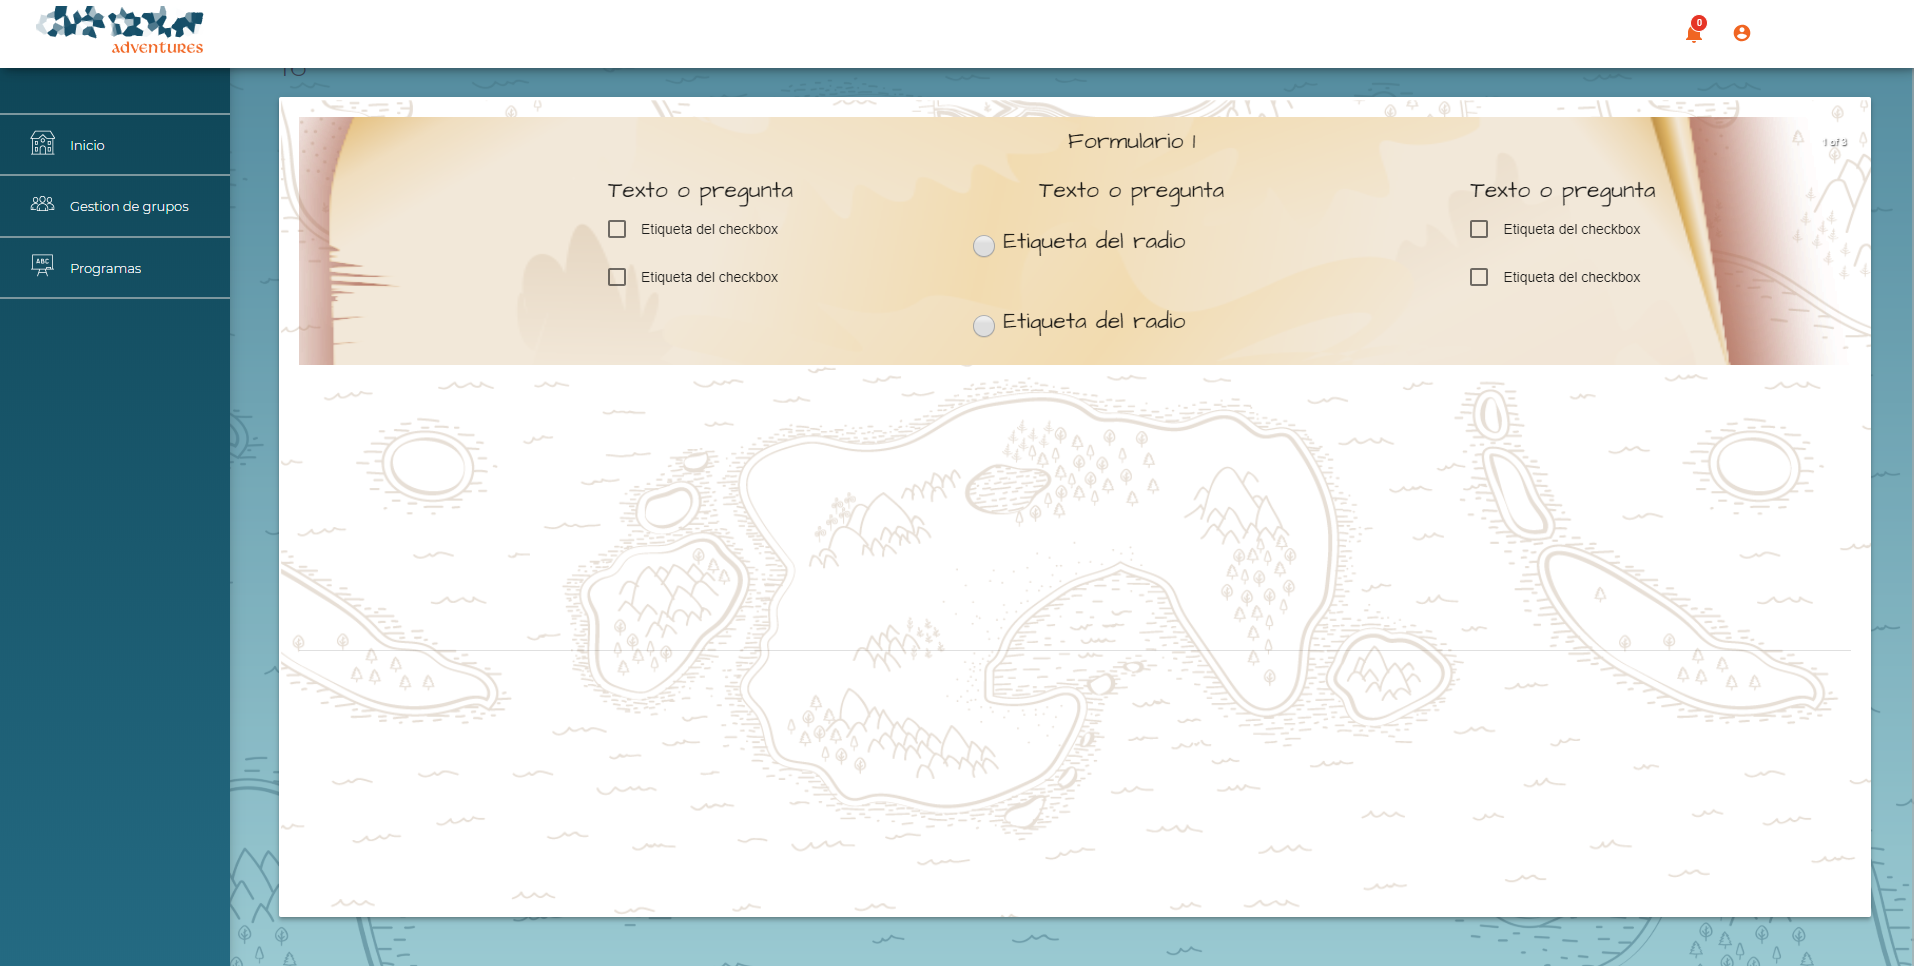 adventures
0
Inicio
Gestion de grupos
Programas
Formulario 1
1 of 3
Texto o pregunta
Etiqueta del checkbox
Etiqueta del checkbox
Texto o pregunta
Etiqueta del radio
Etiqueta del radio
Texto o pregunta
Etiqueta del checkbox
Etiqueta del checkbox
ABC